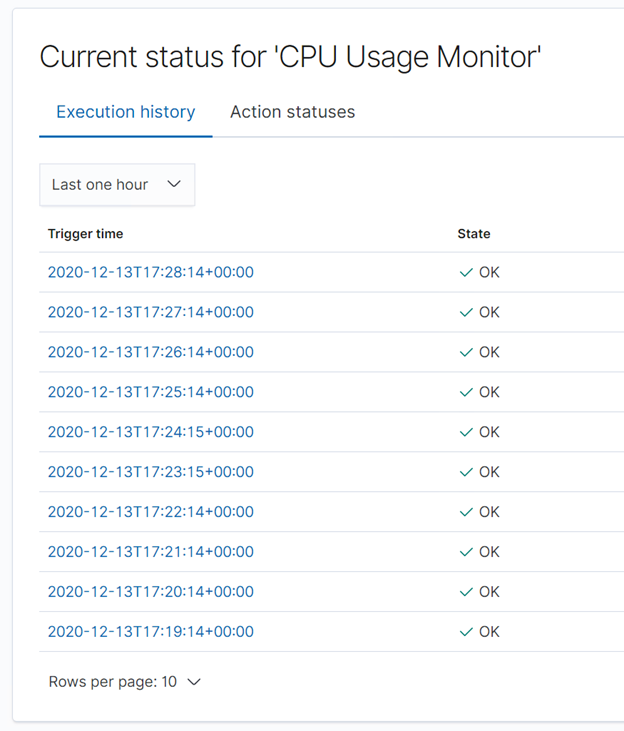 Current status for 'CPU Usage Monitor'
Execution history Action statuses
Last one hour
Trigger time State
2020-12-13T17:28:14+00:00 OK
2020-12-13T17:27:14+00:00 OK
2020-12-13T17:26:14+00:00 OK
2020-12-13T17:25:14+00:00 OK
2020-12-13T17:24:15+00:00 OK
2020-12-13T17:23:15+00:00 OK
2020-12-13T17:22:14+00:00 OK
2020-12-13T17:21:14+00:00 OK
2020-12-13T17:20:14+00:00 OK
2020-12-13T17:19:14+00:00 OK
Rows per page: 10